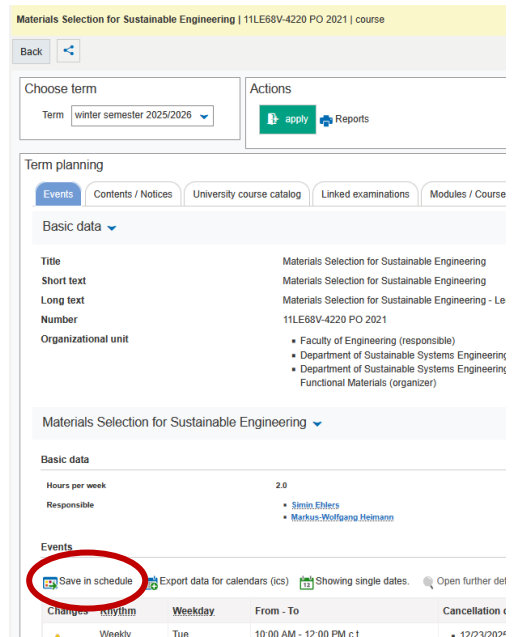 Materials Selection for Sustainable Engineering | 11LE68V-4220 PO 2021 | course
Back
Choose term
Term winter semester 2025/2026
Actions
apply Reports
Term planning
Events Contents / Notices University course catalog Linked examinations Modules / Course
Basic data
Title Materials Selection for Sustainable Engineering
Short text Materials Selection for Sustainable Engineering
Long text Materials Selection for Sustainable Engineering - Le
Number 11LE68V-4220 PO 2021
Organizational unit
Faculty of Engineering (responsible)
Department of Sustainable Systems Engineering
Department of Sustainable Systems Engineering
Functional Materials (organizer)
Materials Selection for Sustainable Engineering
Basic data
Hours per week 2.0
Responsible Simin Ehlers
Markus-Wolfgang Heimann
Events
Save in schedule Export data for calendars (ics) Showing single dates. Open further det
Changes Rhythm Weekday From - To Cancellation
Weekly Tue 10:00 AM - 12:00 PM c.t. 12/23/2025